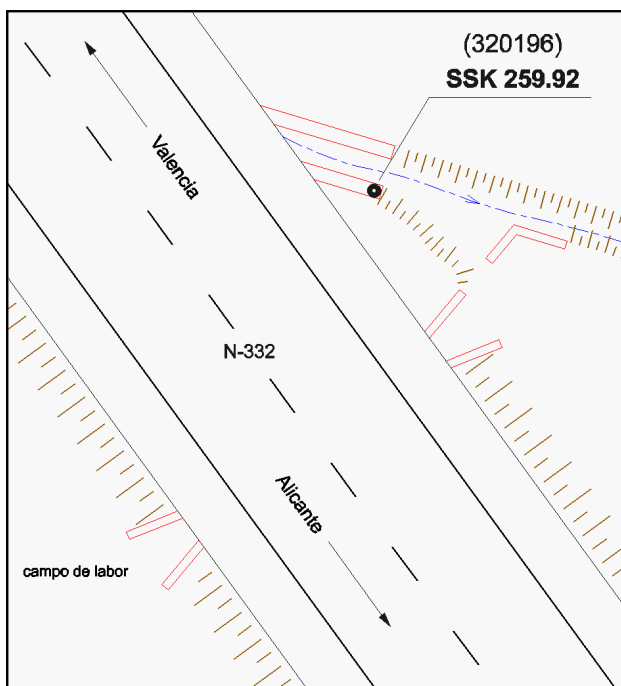 (320196)
SSK 259.92
Valencia
N-332
Alicante
campo de labor